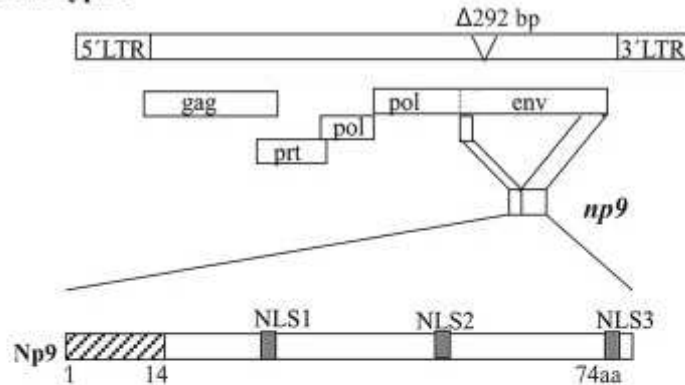 Δ292 bp
5´LTR 3´LTR
gag pol env
pol
prt
np9
NLS1 NLS2 NLS3
Np9
1 14 74aa